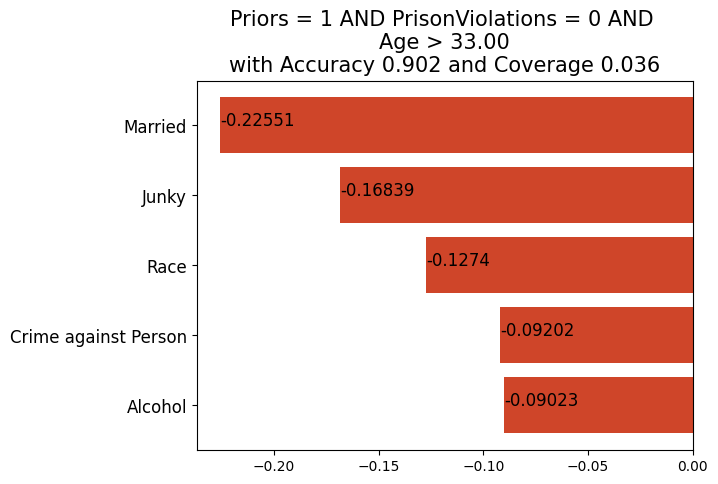 Priors = 1 AND PrisonViolations = 0 AND
Age > 33.00
with Accuracy 0.902 and Coverage 0.036
Married
-0.22551
Junky
-0.16839
Race
-0.1274
Crime against Person
-0.09202
Alcohol
-0.09023
−0.20
−0.15
−0.10
−0.05
0.00